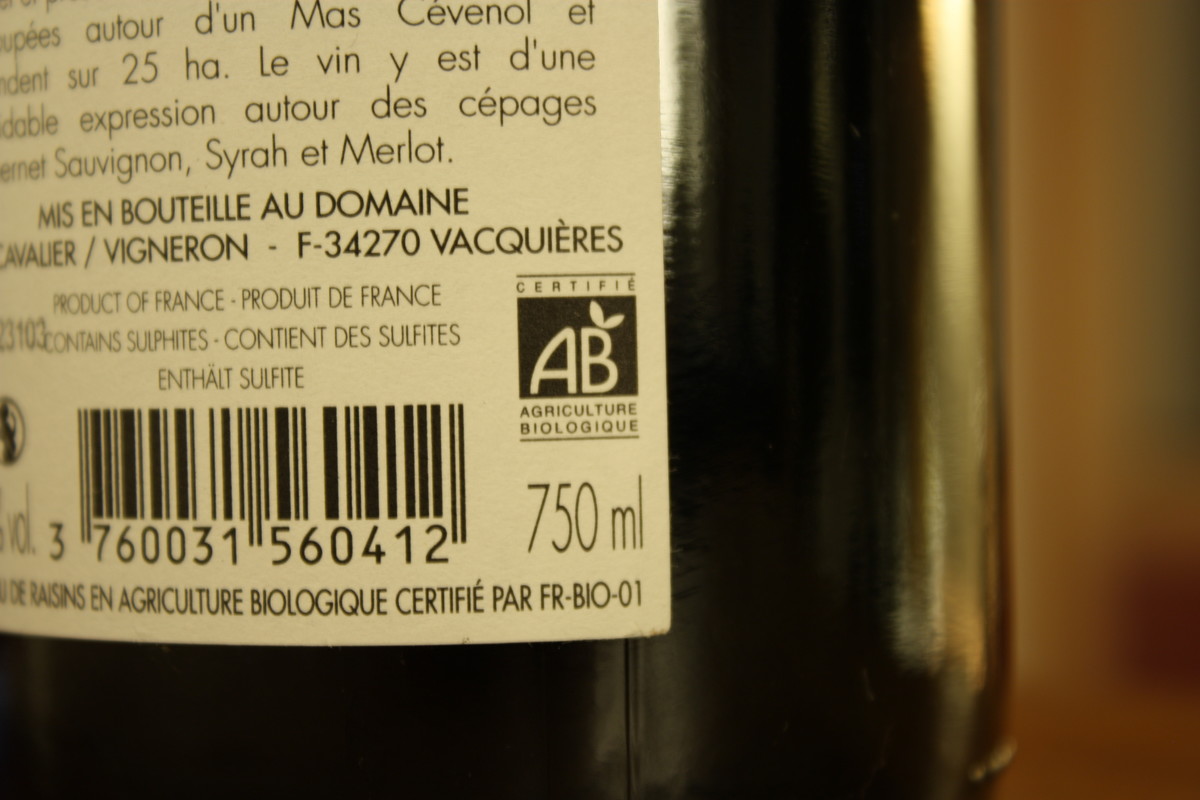 autour d'un Mas Cévenol et
sur 25 ha. Le vin y est d'une
expression autour des cépages
Sauvignon, Syrah et Merlot.
MIS EN BOUTEILLE AU DOMAINE
CAVALIER / VIGNERON - F-34270 VACQUIÈRES
PRODUCT OF FRANCE - PRODUIT DE FRANCE
23103
CONTAINS SULPHITES - CONTIENT DES SULFITES
ENTHÄLT SULFITE
CERTIFIÉ
AB
AGRICULTURE
BIOLOGIQUE
vol.
3 760031 560412
750 ml
DE RAISINS EN AGRICULTURE BIOLOGIQUE CERTIFIÉ PAR FR-BIO-01